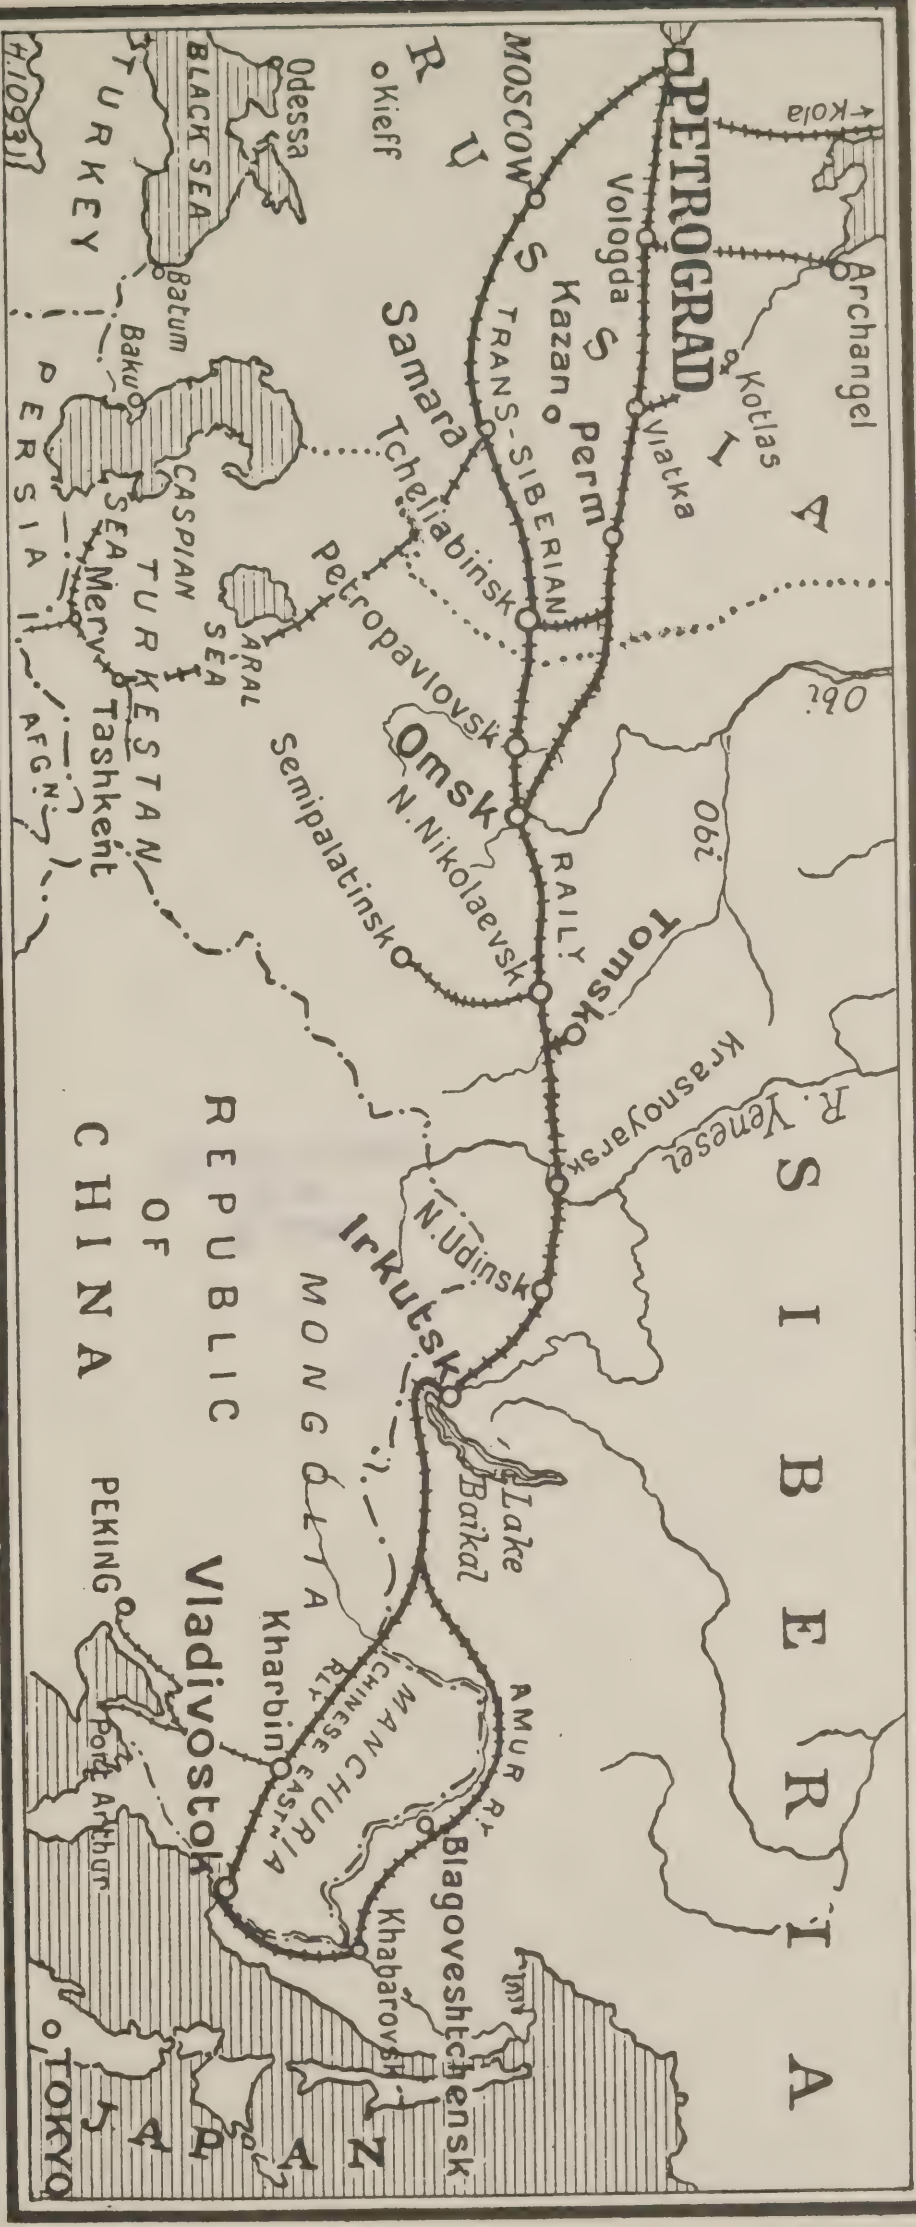 PETROGRAD
MOSCOW
RUSSIA
← Kola
Archangel
Kotlas
Vologda
Viatka
Perm
Kazan
Samara
TRANS-SIBERIAN
RAILY.
Tcheliabinsk
Petropavlovsk
Omsk
N. Nikolaevsk
Semipalatinsk
Tomsk
Krasnoyarsk
N. Udinsk
Irkutsk
Obi
Obi
R. Yenesei
SIBERIA
Lake
Baikal
AMUR RY.
Blagoveshtchensk
Khabarovsk
MANCHURIA
CHINESE EASTN
RLY
Kharbin
Vladivostok
Port Arthur
PEKING
MONGOLIA
REPUBLIC
OF
CHINA
JAPAN
TOKYO
Odessa
Kieff
BLACK SEA
TURKEY
Batum
Baku
PERSIA
CASPIAN
SEA
ARAL
SEA
TURKESTAN
Merv
Tashkent
AFGN.
H.10931